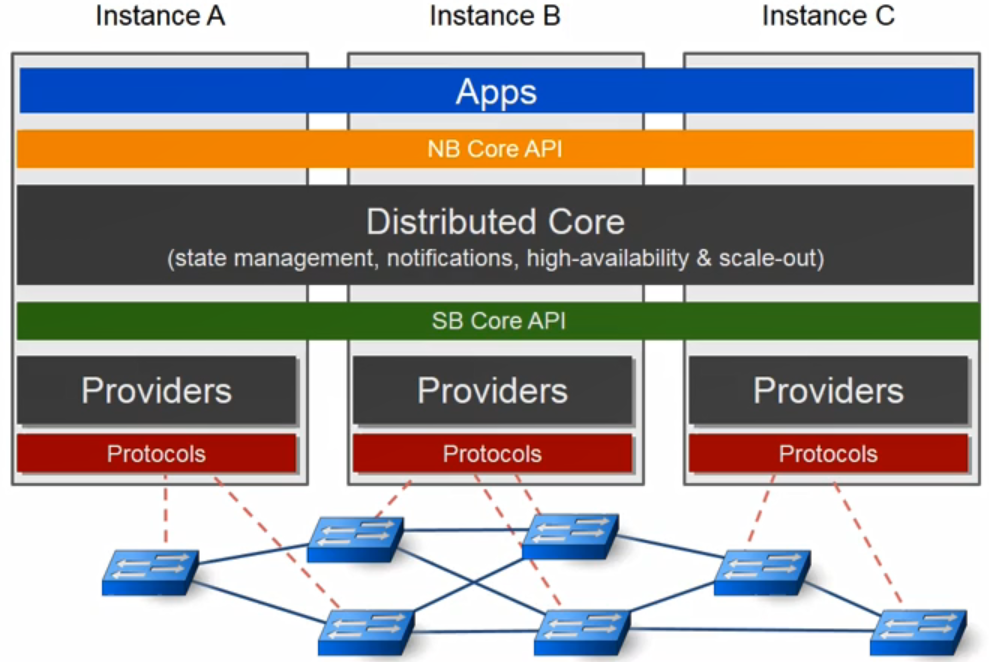 Instance A
Instance B
Instance C
Apps
NB Core API
Distributed Core
(state management, notifications, high-availability & scale-out)
SB Core API
Providers
Providers
Providers
Protocols
Protocols
Protocols